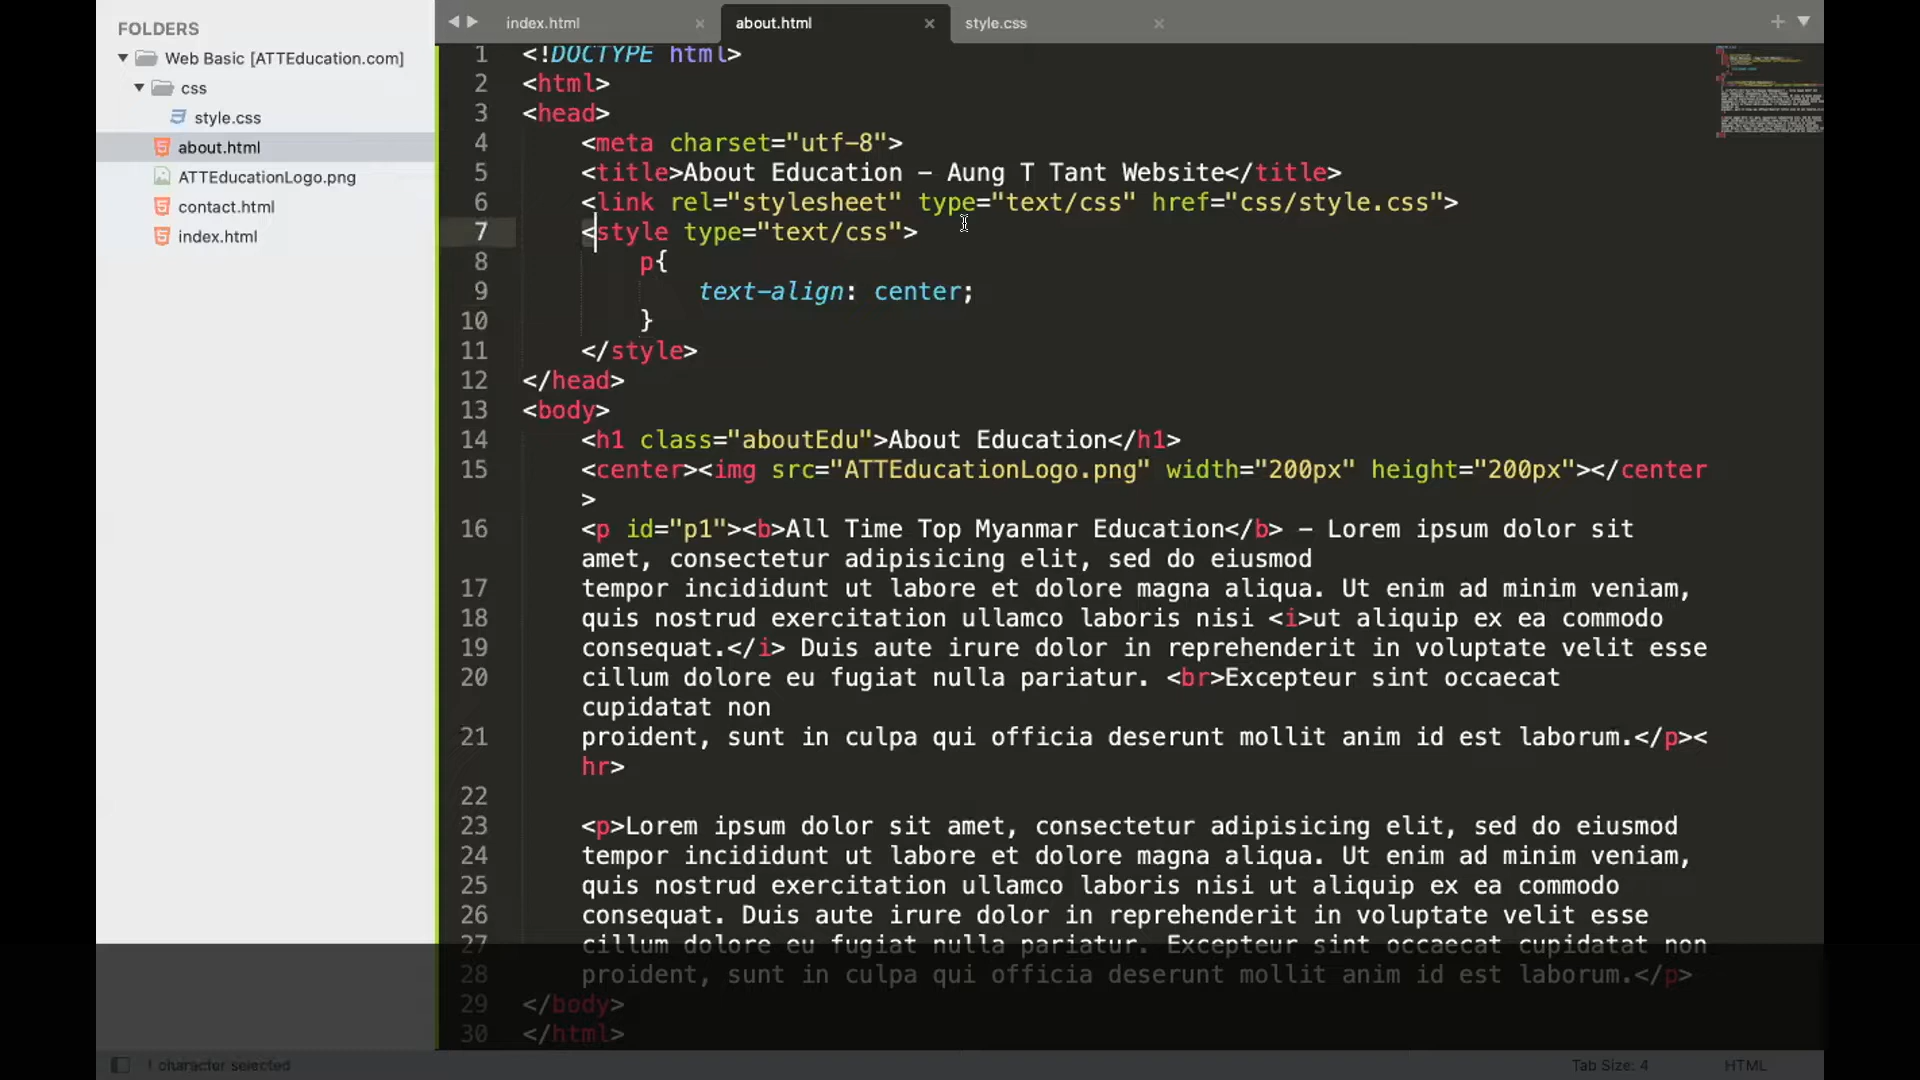 FOLDERS
Web Basic [ATTEducation.com]
css
style.css
about.html
ATTEducationLogo.png
contact.html
index.html
index.html × about.html × style.css ×
1 <!DOCTYPE html>
2 <html>
3 <head>
4 <meta charset="utf-8">
5 <title>About Education – Aung T Tant Website</title>
6 <link rel="stylesheet" type="text/css" href="css/style.css">
7 <style type="text/css">
8 p{
9 text-align: center;
10 }
11 </style>
12 </head>
13 <body>
14 <h1 class="aboutEdu">About Education</h1>
15 <center><img src="ATTEducationLogo.png" width="200px" height="200px"></center
>
16 <p id="p1"><b>All Time Top Myanmar Education</b> – Lorem ipsum dolor sit
amet, consectetur adipisicing elit, sed do eiusmod
17 tempor incididunt ut labore et dolore magna aliqua. Ut enim ad minim veniam,
18 quis nostrud exercitation ullamco laboris nisi <i>ut aliquip ex ea commodo
19 consequat.</i> Duis aute irure dolor in reprehenderit in voluptate velit esse
20 cillum dolore eu fugiat nulla pariatur. <br>Excepteur sint occaecat
cupidatat non
21 proident, sunt in culpa qui officia deserunt mollit anim id est laborum.</p><
hr>
22
23 <p>Lorem ipsum dolor sit amet, consectetur adipisicing elit, sed do eiusmod
24 tempor incididunt ut labore et dolore magna aliqua. Ut enim ad minim veniam,
25 quis nostrud exercitation ullamco laboris nisi ut aliquip ex ea commodo
26 consequat. Duis aute irure dolor in reprehenderit in voluptate velit esse
27 cillum dolore eu fugiat nulla pariatur. Excepteur sint occaecat cupidatat non
28 proident, sunt in culpa qui officia deserunt mollit anim id est laborum.</p>
29 </body>
30 </html>
1 character selected
Tab Size: 4 HTML